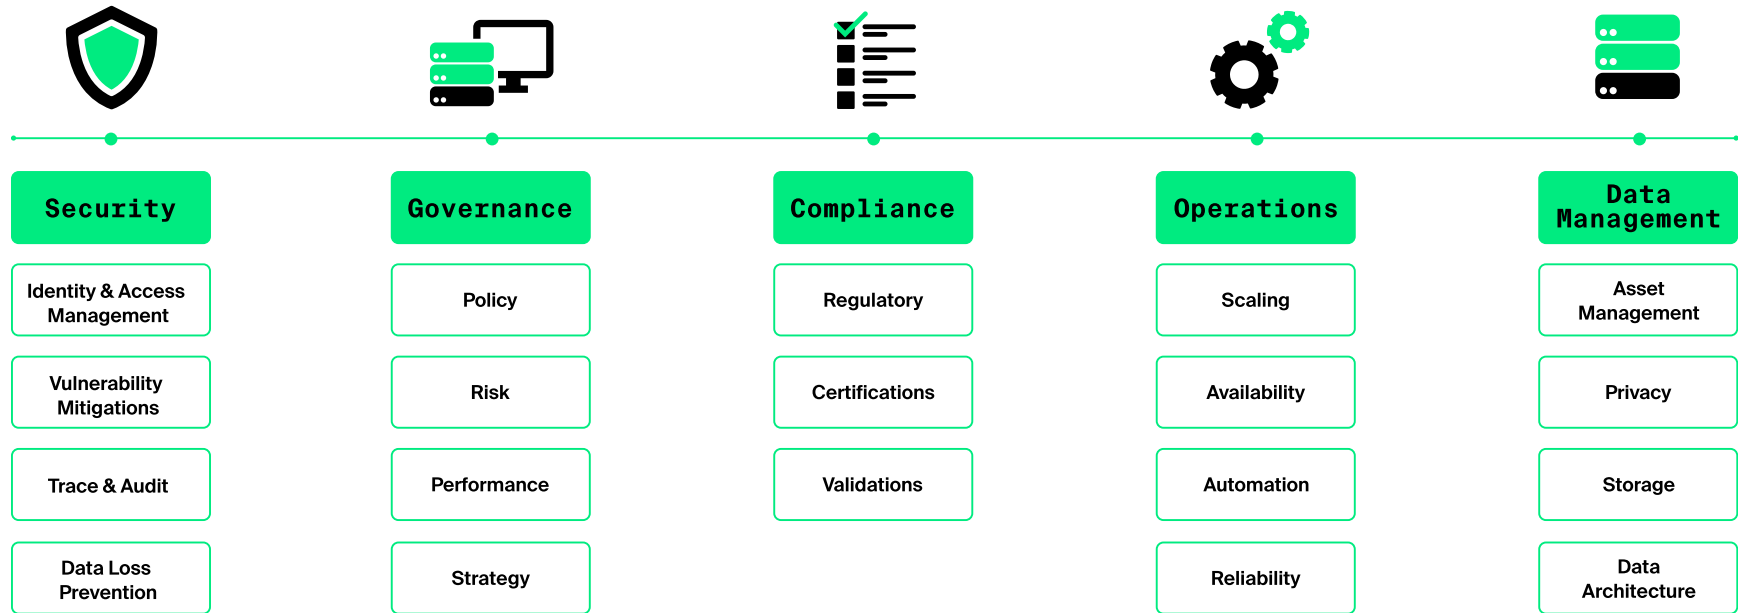 Security
Identity & Access
Management
Vulnerability
Mitigations
Trace & Audit
Data Loss
Prevention
Governance
Policy
Risk
Performance
Strategy
Compliance
Regulatory
Certifications
Validations
Operations
Scaling
Availability
Automation
Reliability
Data
Management
Asset
Management
Privacy
Storage
Data
Architecture